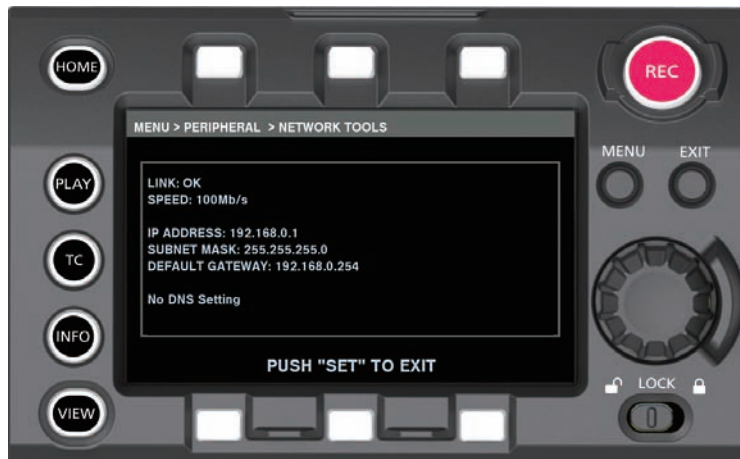 HOME
REC
MENU > PERIPHERAL > NETWORK TOOLS
MENU EXIT
PLAY
LINK: OK
SPEED: 100Mb/s
IP ADDRESS: 192.168.0.1
SUBNET MASK: 255.255.255.0
DEFAULT GATEWAY: 192.168.0.254
TC
No DNS Setting
INFO
PUSH "SET" TO EXIT
LOCK
VIEW